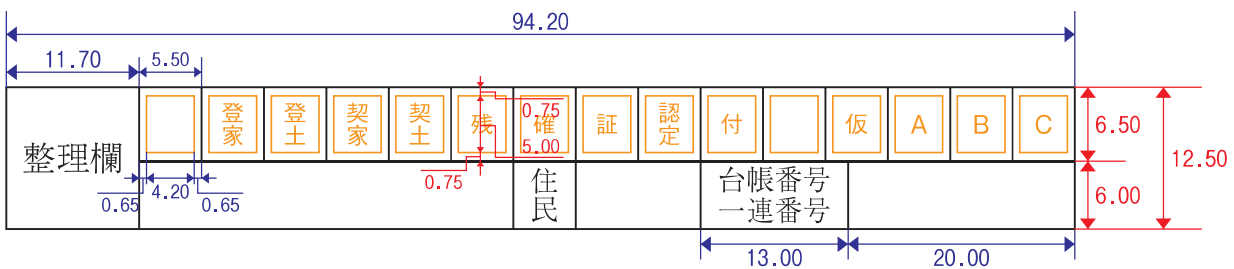 94.20
11.70
5.50
整理欄
登家
登土
契家
契土
残
確
証
認定
付
仮
A
B
C
0.75
5.00
0.75
6.50
12.50
6.00
4.20
0.65
0.65
住民
台帳番号
一連番号
13.00
20.00